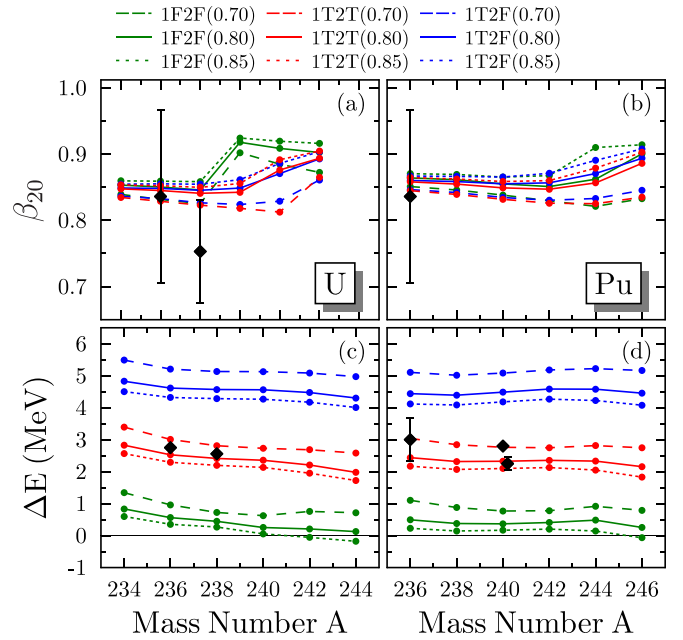 1F2F(0.70) 1T2T(0.70) 1T2F(0.70)
1F2F(0.80) 1T2T(0.80) 1T2F(0.80)
1F2F(0.85) 1T2T(0.85) 1T2F(0.85)
(a) (b)
1.0
0.9
0.8
0.7
β20
U Pu
(c) (d)
6
5
4
3
2
1
0
-1
ΔE (MeV)
234 236 238 240 242 244 236 238 240 242 244 246
Mass Number A Mass Number A